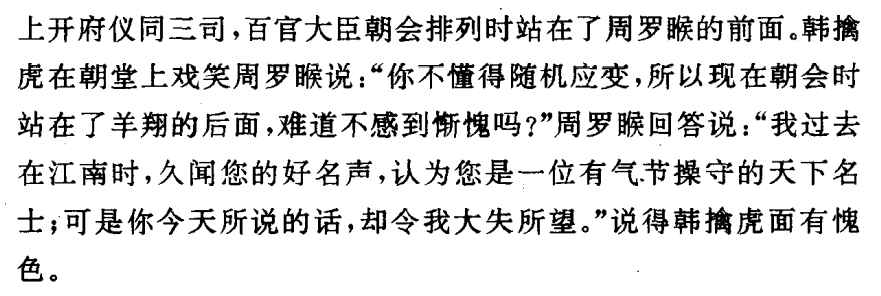 上开府仪同三司，百官大臣朝会排列时站在了周罗睺的前面。韩擒
虎在朝堂上戏笑周罗睺说：“你不懂得随机应变，所以现在朝会时
站在了羊翔的后面，难道不感到惭愧吗？”周罗睺回答说：“我过去
在江南时，久闻您的好名声，认为您是一位有气节操守的天下名
士；可是你今天所说的话，却令我大失所望。”说得韩擒虎面有愧
色。